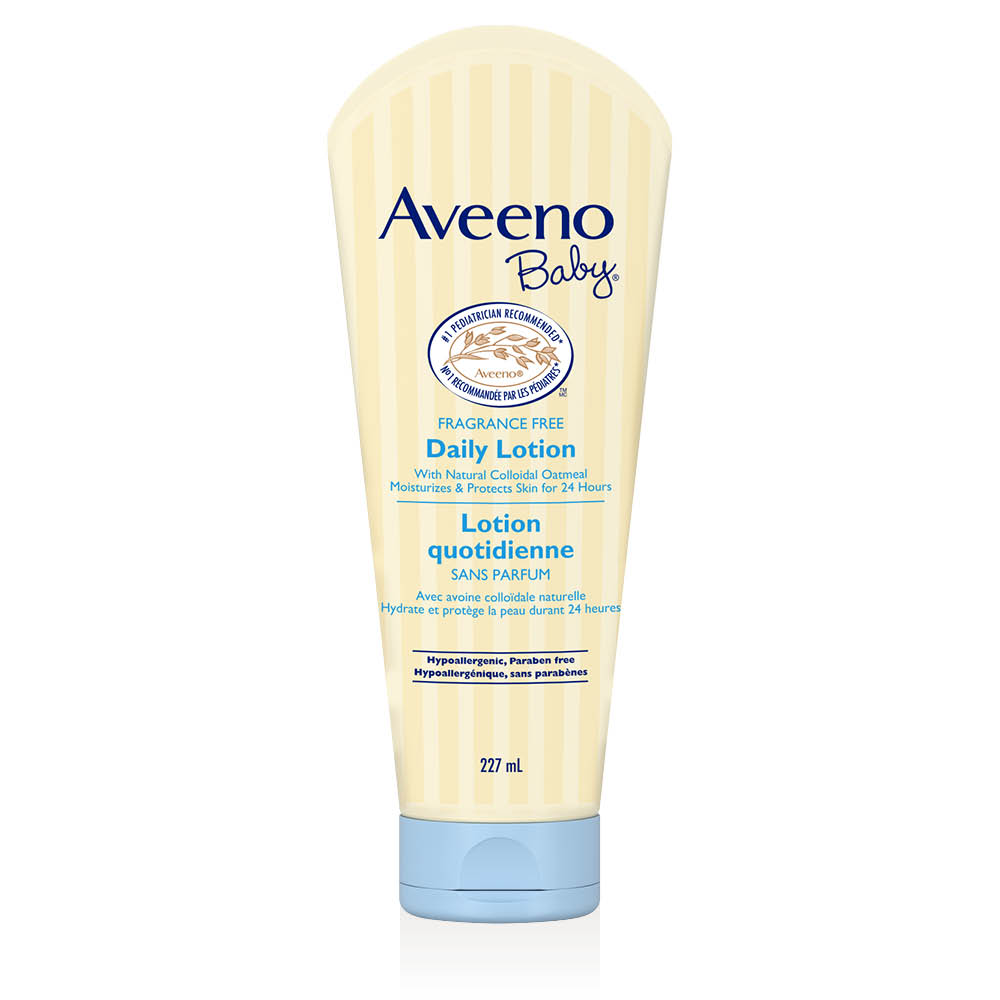 Aveeno
Baby®
#1 PEDIATRICIAN RECOMMENDED*
Aveeno®
No 1 RECOMMANDÉE PAR LES PÉDIATRES*
TM
MC
FRAGRANCE FREE
Daily Lotion
With Natural Colloidal Oatmeal
Moisturizes & Protects Skin for 24 Hours
Lotion
quotidienne
SANS PARFUM
Avec avoine colloïdale naturelle
Hydrate et protège la peau durant 24 heures
Hypoallergenic, Paraben free
Hypoallergénique, sans parabènes
227 mL